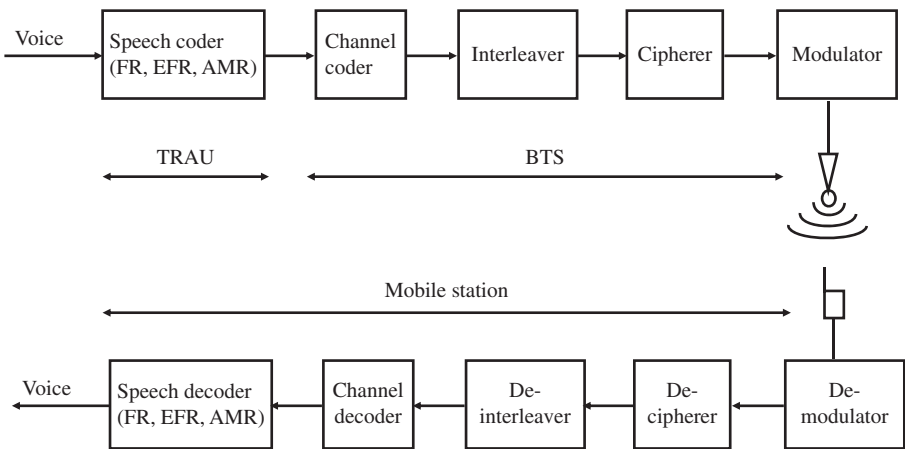 Voice
Speech coder
(FR, EFR, AMR)
Channel
coder
Interleaver
Cipherer
Modulator
TRAU
BTS
Mobile station
Voice
Speech decoder
(FR, EFR, AMR)
Channel
decoder
De-
interleaver
De-
cipherer
De-
modulator